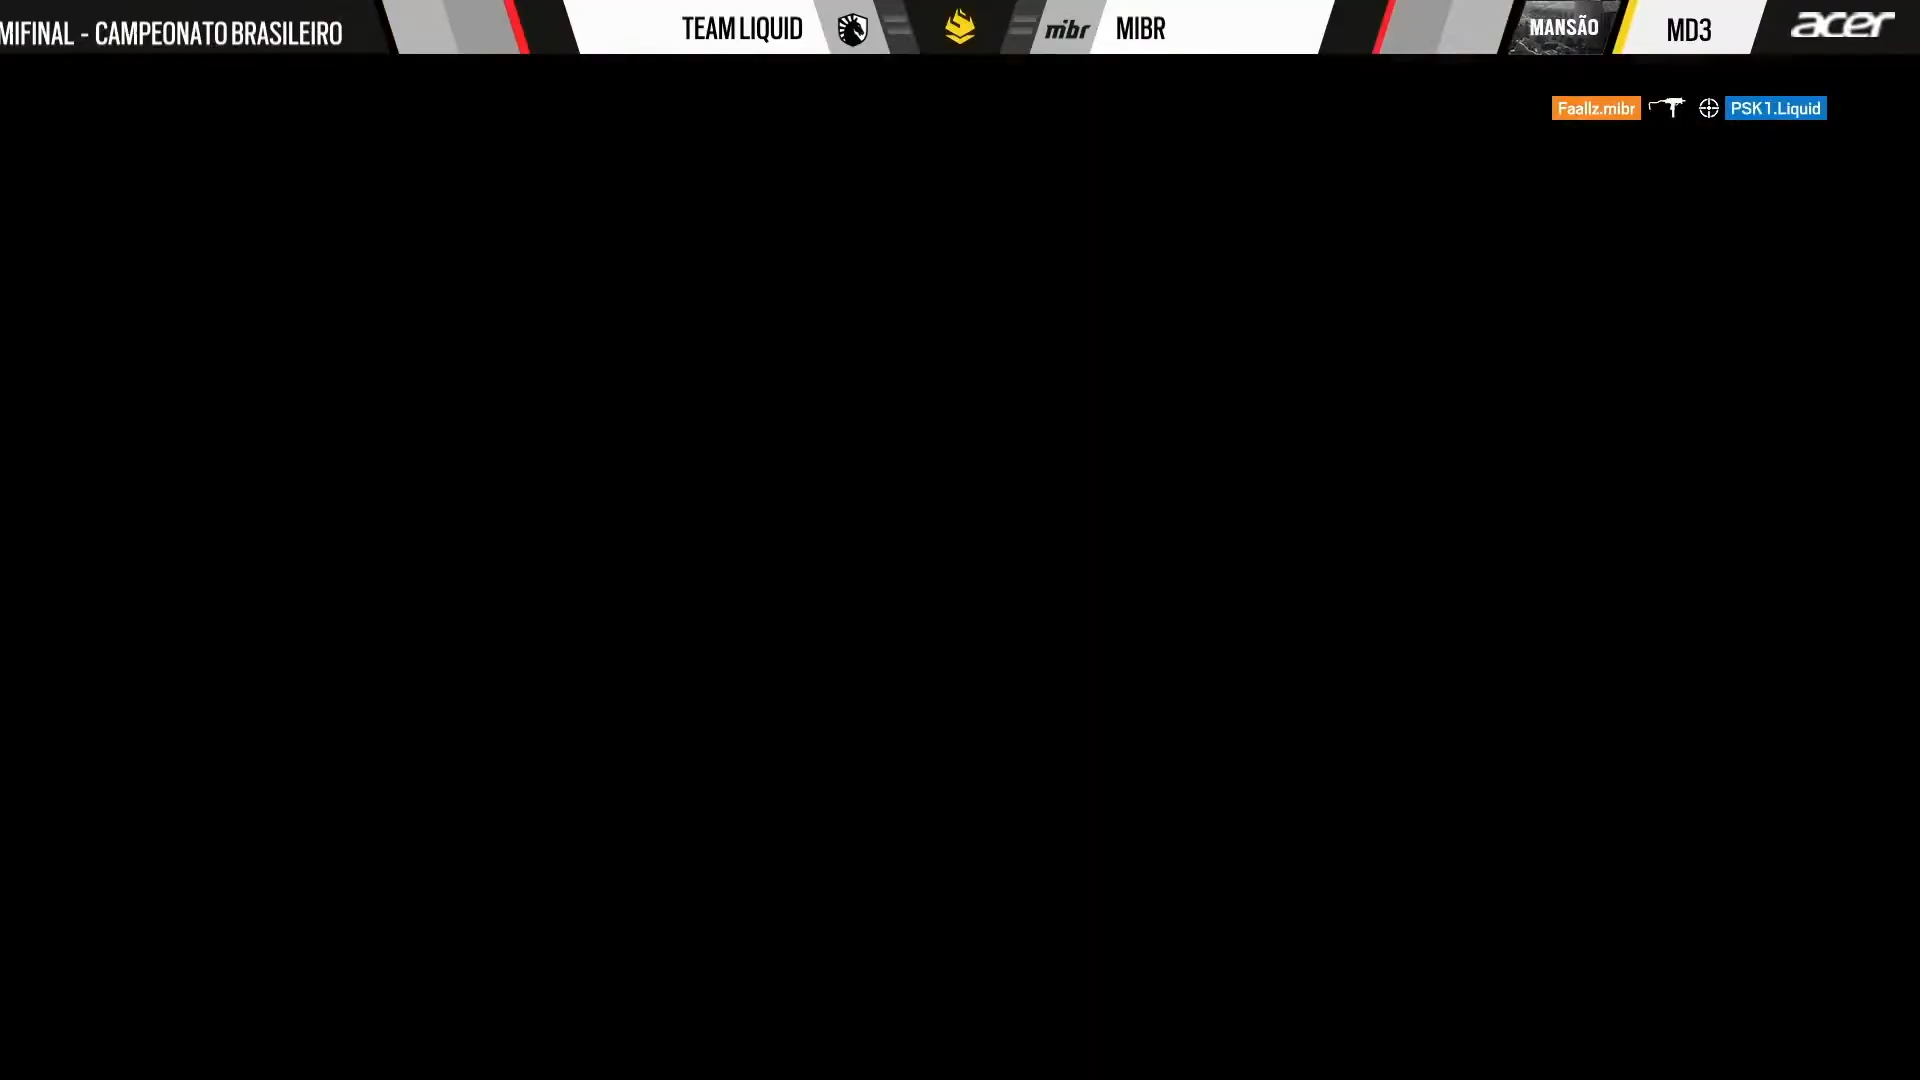 MIFINAL - CAMPEONATO BRASILEIRO
TEAM LIQUID
mibr
MIBR
MANSÃO
MD3
acer
Faallz.mibr
PSK1.Liquid